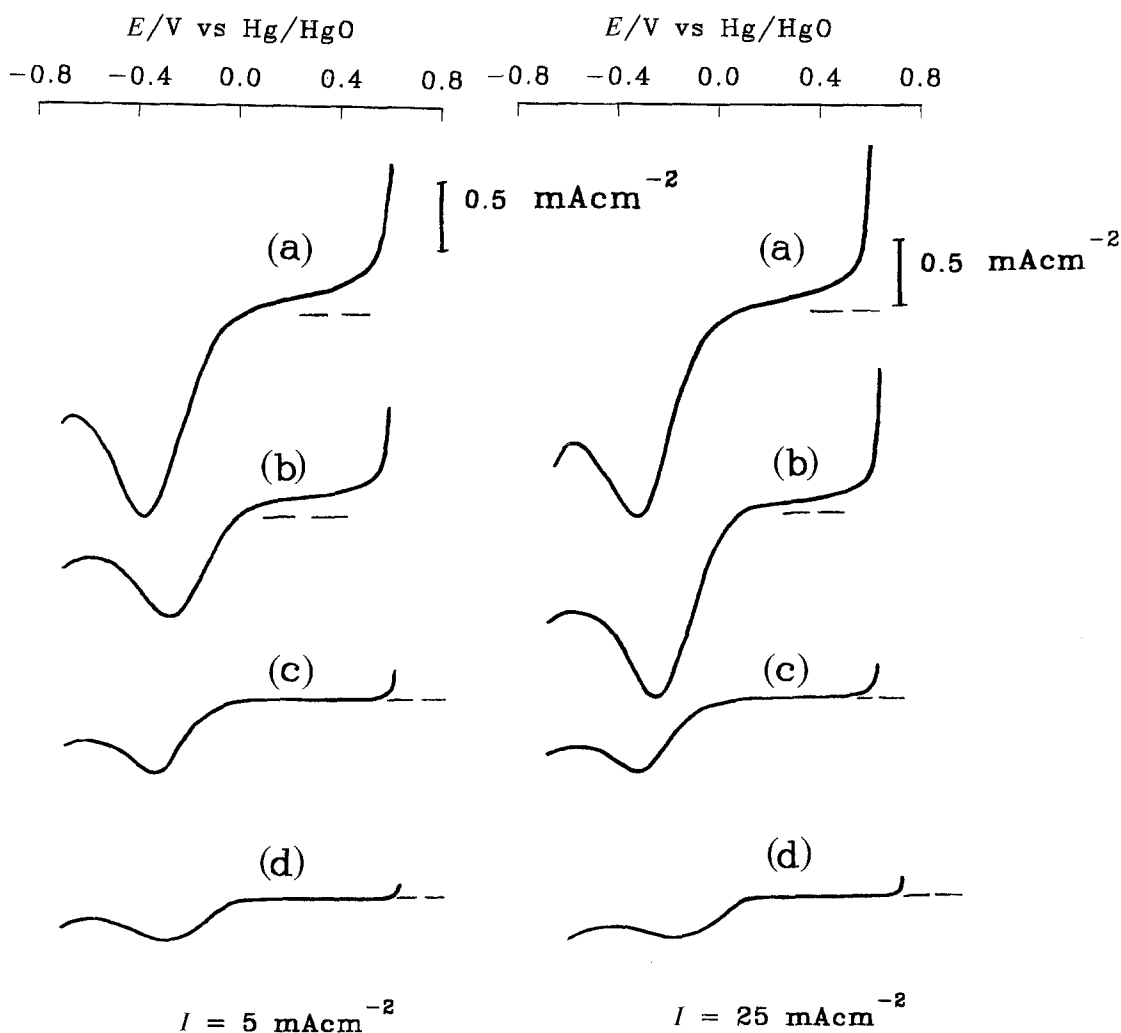 E/V vs Hg/HgO
−0.8 −0.4 0.0 0.4 0.8
0.5 mAcm⁻²
(a)
(b)
(c)
(d)
I = 5 mAcm⁻²
E/V vs Hg/HgO
−0.8 −0.4 0.0 0.4 0.8
(a)
0.5 mAcm⁻²
(b)
(c)
(d)
I = 25 mAcm⁻²